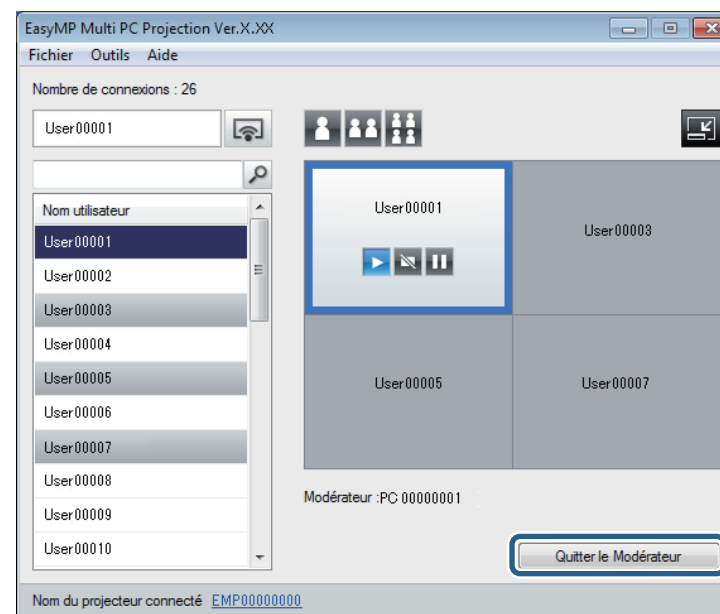 EasyMP Multi PC Projection Ver.X.XX
Fichier Outils Aide
Nombre de connexions : 26
User00001
Nom utilisateur
User00001
User00002
User00003
User00004
User00005
User00006
User00007
User00008
User00009
User00010
User00001
User00003
User00005
User00007
Modérateur :PC 00000001
Quitter le Modérateur
Nom du projecteur connecté EMP00000000